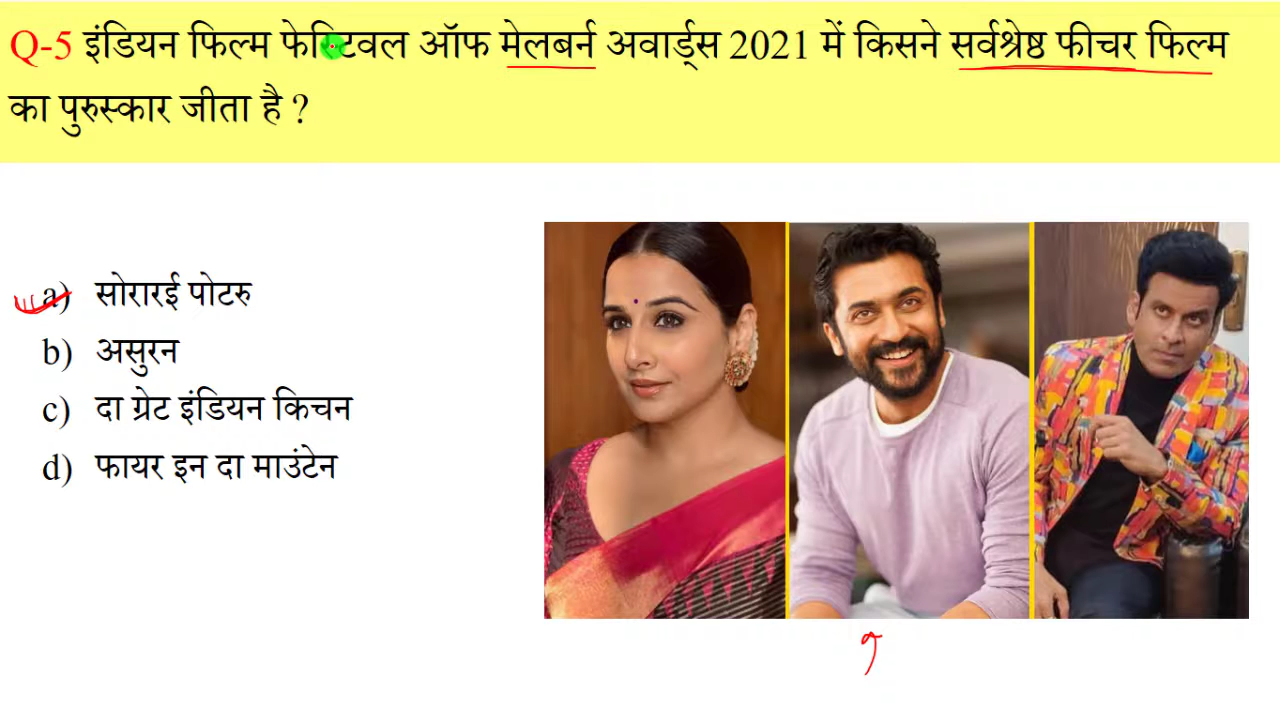 Q-5 इंडियन फिल्म फेस्टिवल ऑफ मेलबर्न अवार्ड्स 2021 में किसने सर्वश्रेष्ठ फीचर फिल्म
का पुरुस्कार जीता है ?
a) सोरारई पोटरु
b) असुरन
c) दा ग्रेट इंडियन किचन
d) फायर इन दा माउंटेन